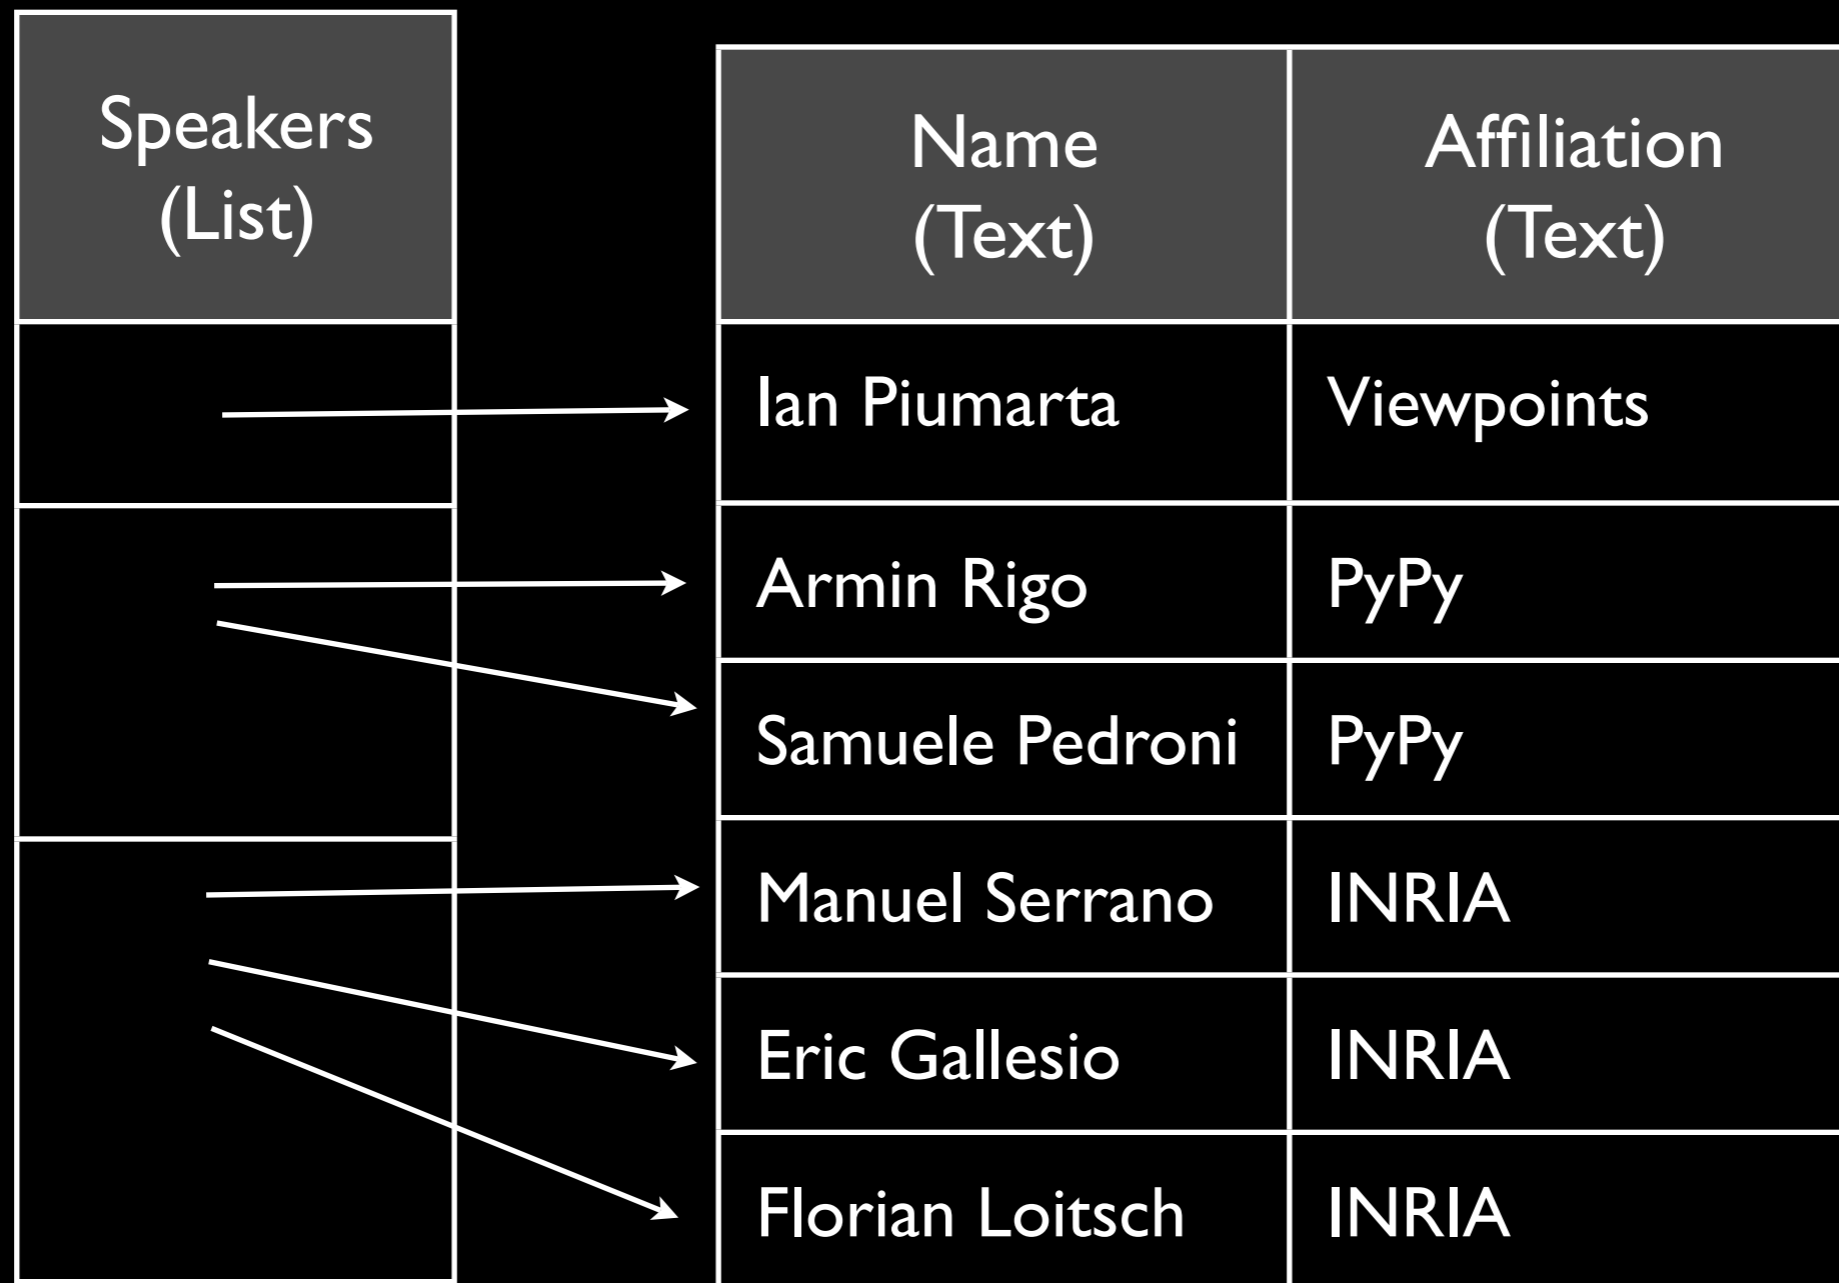 Speakers
(List)
Name
(Text)
Affiliation
(Text)
Ian Piumarta
Viewpoints
Armin Rigo
PyPy
Samuele Pedroni
PyPy
Manuel Serrano
INRIA
Eric Gallesio
INRIA
Florian Loitsch
INRIA